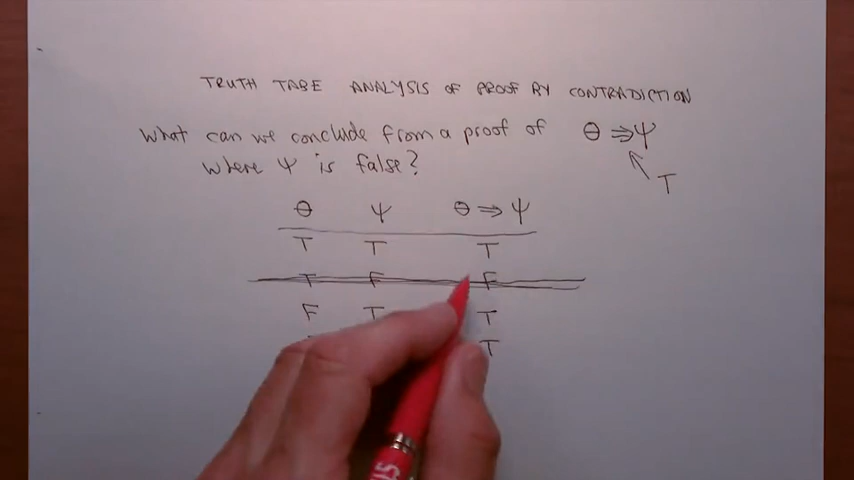 TRUTH TABE ANALYSIS OF PROOF BY CONTRADICTION
What can we conclude from a proof of θ ⇒ Ψ
where Ψ is false?
T
θ Ψ θ ⇒ Ψ
T T T
T F F
F T T
T